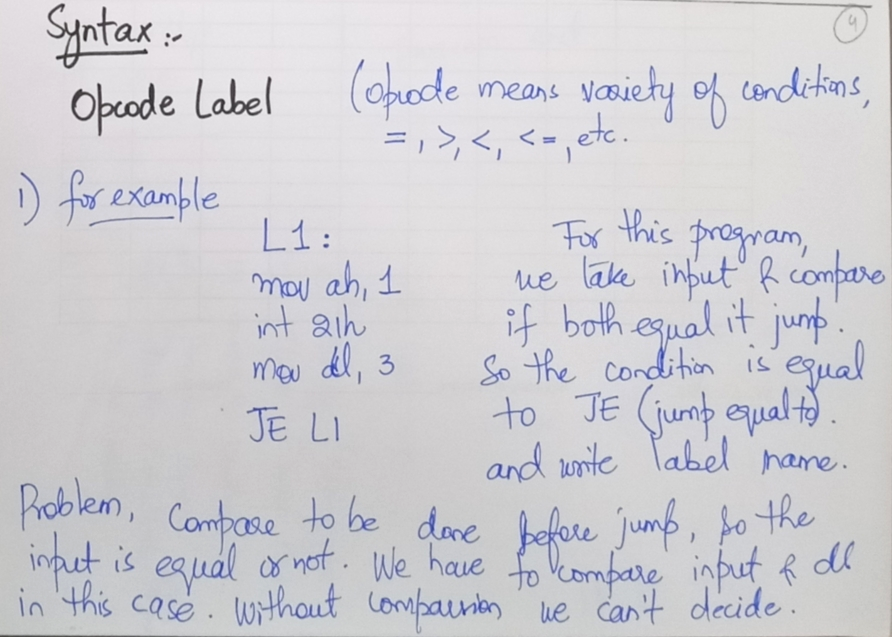 4
Syntax :-
Opcode Label (Opcode means variety of conditions,
=, >, <, <=, etc.
1) for example
L1:
mov ah, 1
int 21h
mov dl, 3
JE L1
For this program,
we take input & compare
if both equal it jump.
So the condition is equal
to JE (jump equal to).
and write label name.
Problem, Compare to be done before jump, so the
input is equal or not. We have to compare input & dl
in this case. Without comparision we can't decide.